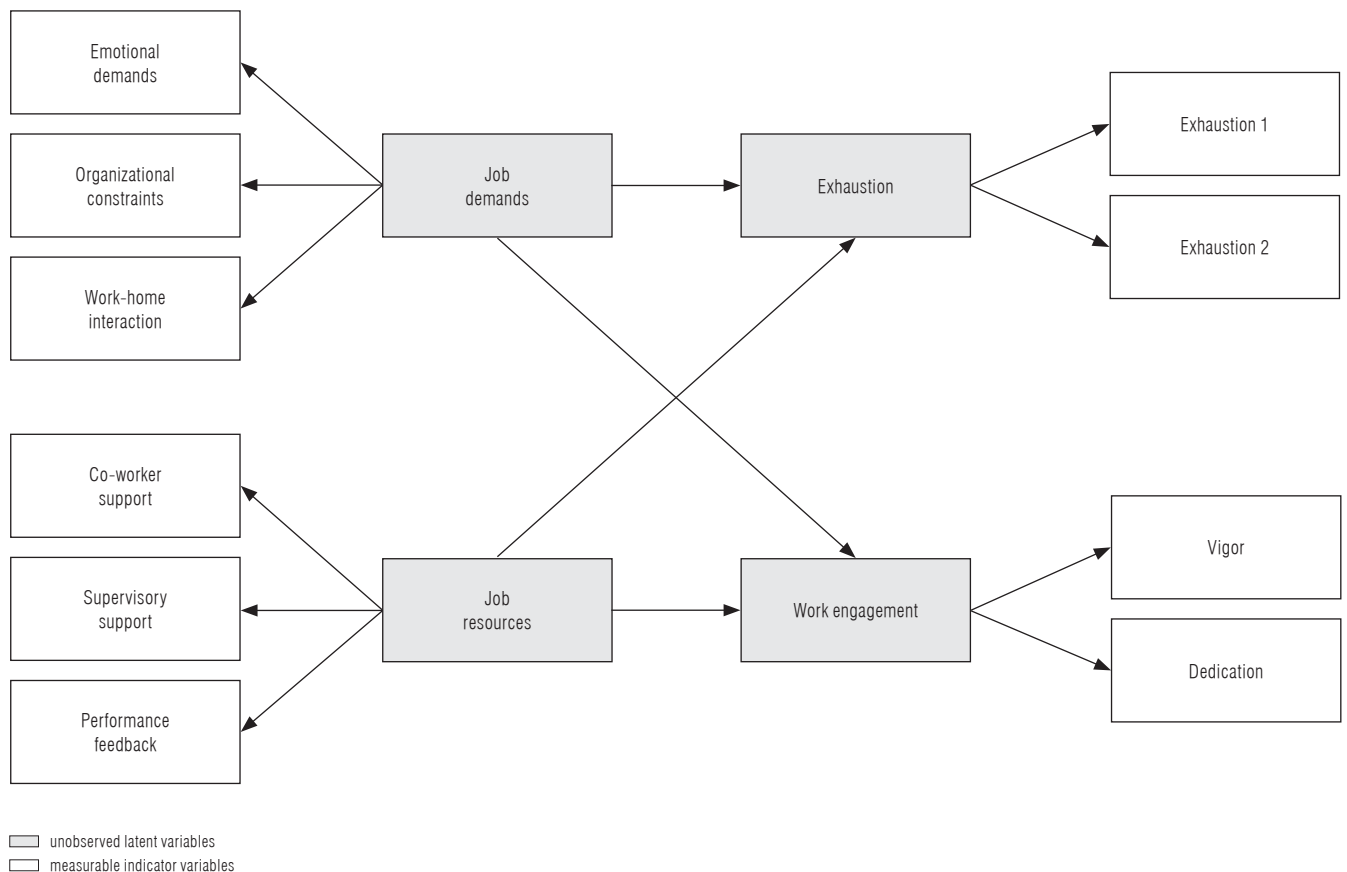 Emotional
demands
Organizational
constraints
Work-home
interaction
Job
demands
Exhaustion
Exhaustion 1
Exhaustion 2
Co-worker
support
Supervisory
support
Performance
feedback
Job
resources
Work engagement
Vigor
Dedication
unobserved latent variables
measurable indicator variables